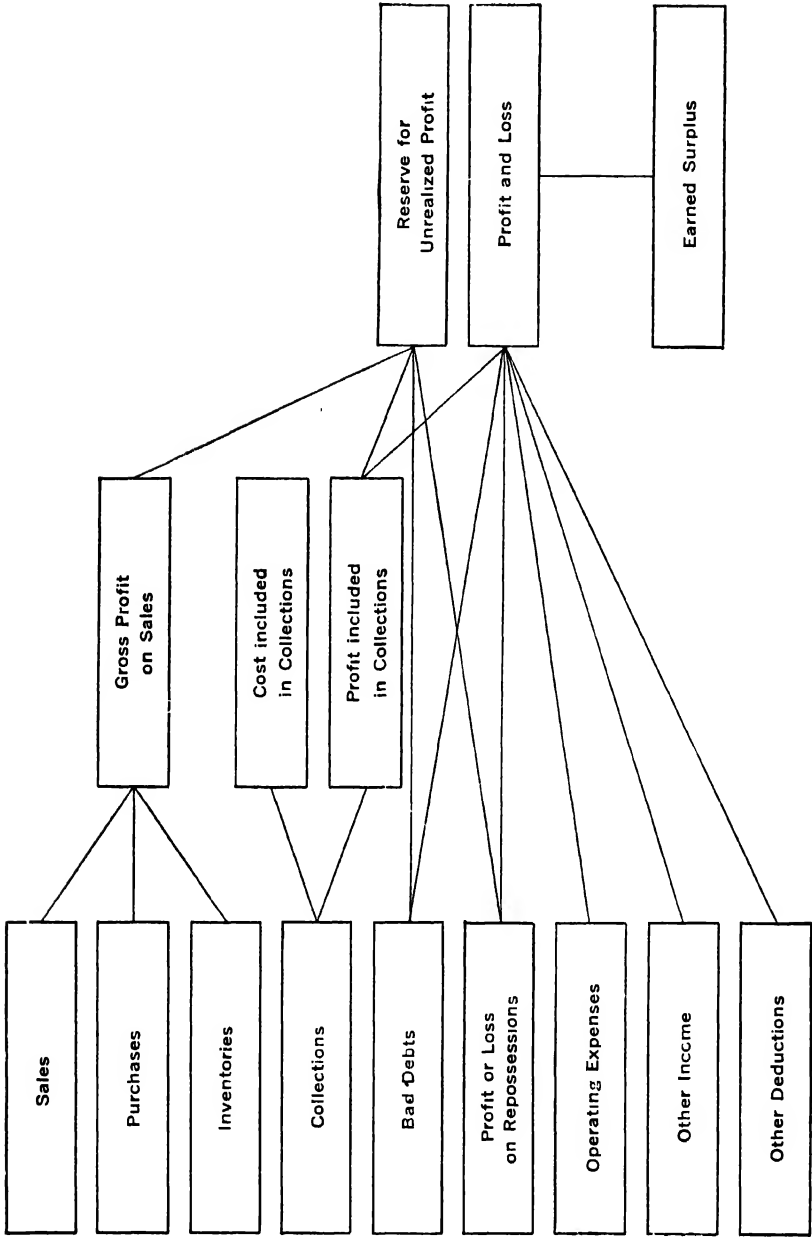 Sales
Purchases
Inventories
Collections
Bad Debts
Profit or Loss
on Repossessions
Operating Expenses
Other Income
Other Deductions
Gross Profit
on Sales
Cost included
in Collections
Profit included
in Collections
Reserve for
Unrealized Profit
Profit and Loss
Earned Surplus